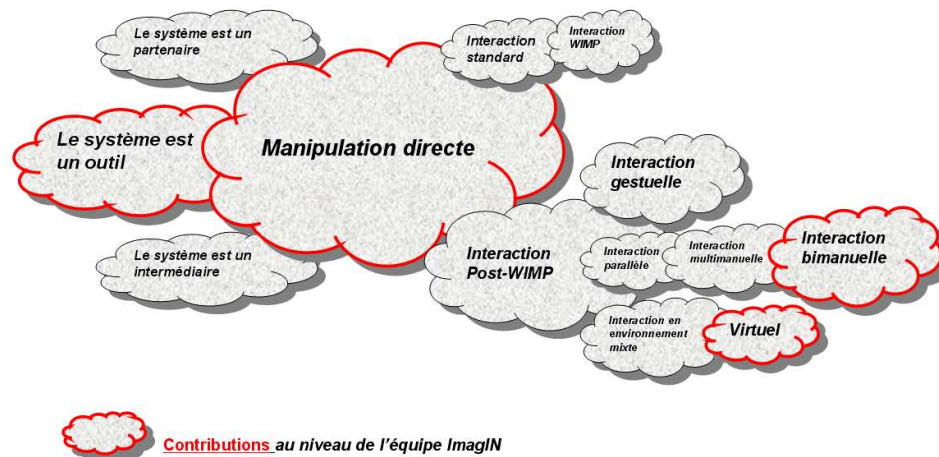 Le système est un
partenaire
Interaction
standard
Interaction
WIMP
Le système est
un outil
Manipulation directe
Interaction
gestuelle
Le système est un
intermédiaire
Interaction
Post-WIMP
Interaction
parallèle
Interaction
multimanuelle
Interaction
bimanuelle
Interaction en
environnement
mixte
Virtuel
Contributions au niveau de l'équipe ImagIN